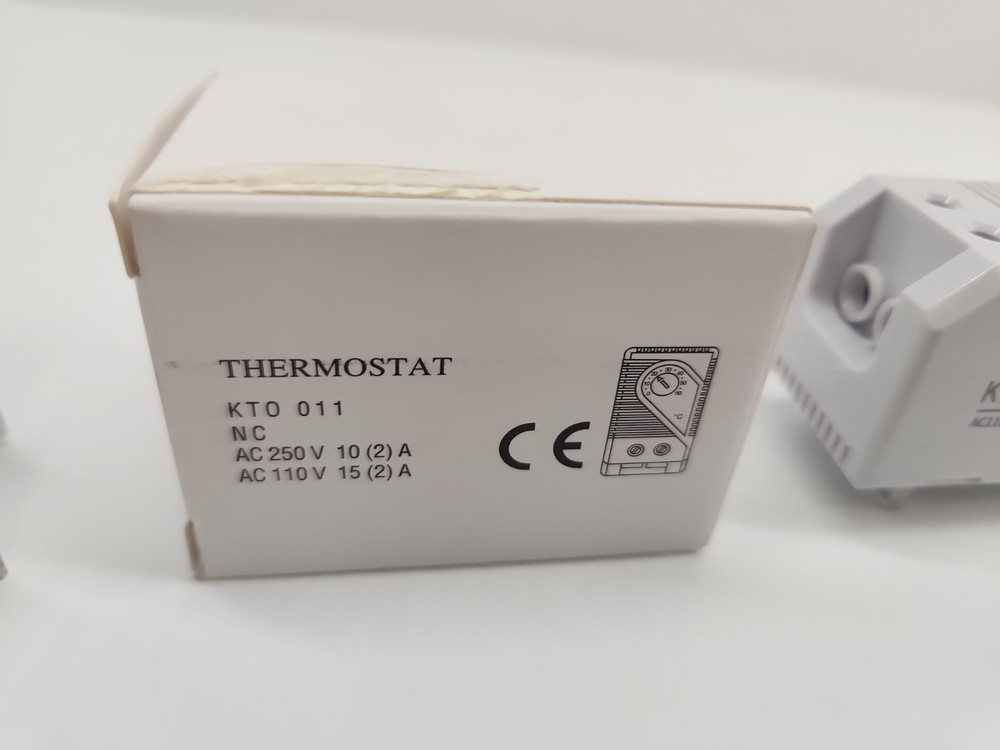 THERMOSTAT
KTO 011
NC
AC 250 V 10 (2) A
AC 110 V 15 (2) A
CE
°C